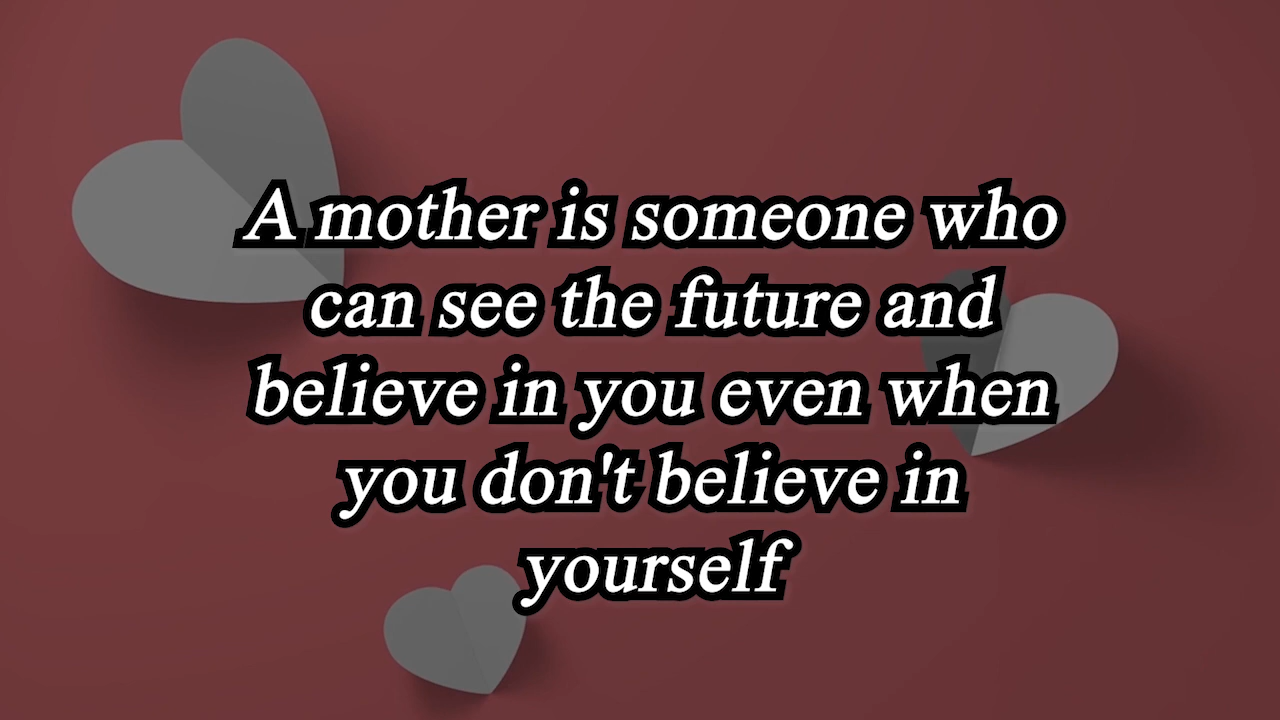 A mother is someone who
can see the future and
believe in you even when
you don't believe in
yourself